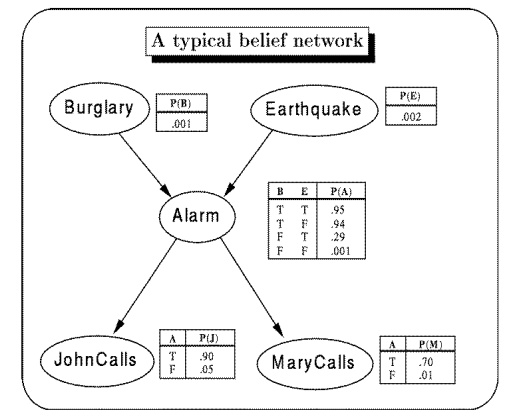 A typical belief network
Burglary
P(B)
.001
Earthquake
P(E)
.002
Alarm
B E P(A)
T T .95
T F .94
F T .29
F F .001
JohnCalls
A P(J)
T .90
F .05
MaryCalls
A P(M)
T .70
F .01